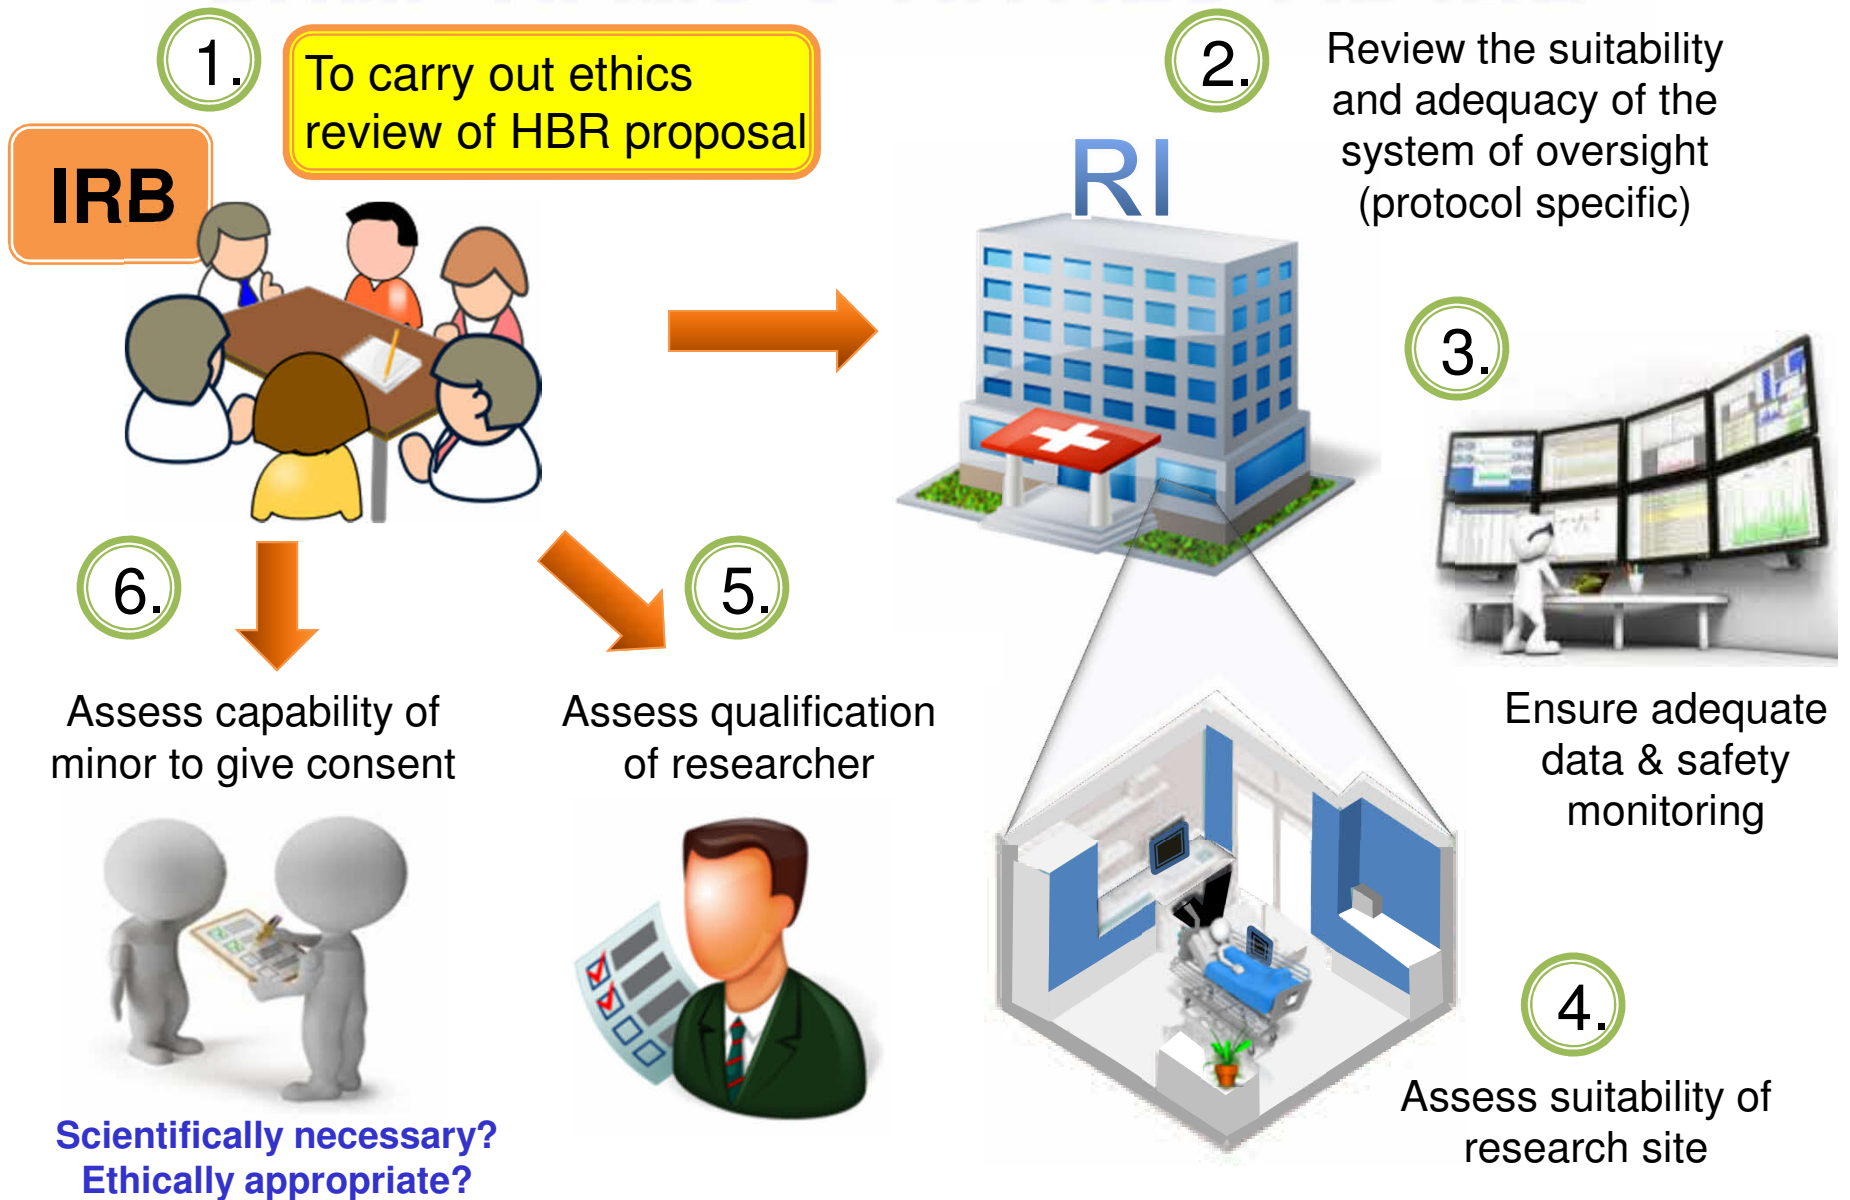 1.
To carry out ethics
review of HBR proposal
IRB
2.
Review the suitability
and adequacy of the
system of oversight
(protocol specific)
RI
3.
Ensure adequate
data & safety
monitoring
4.
Assess suitability of
research site
5.
Assess qualification
of researcher
6.
Assess capability of
minor to give consent
Scientifically necessary?
Ethically appropriate?